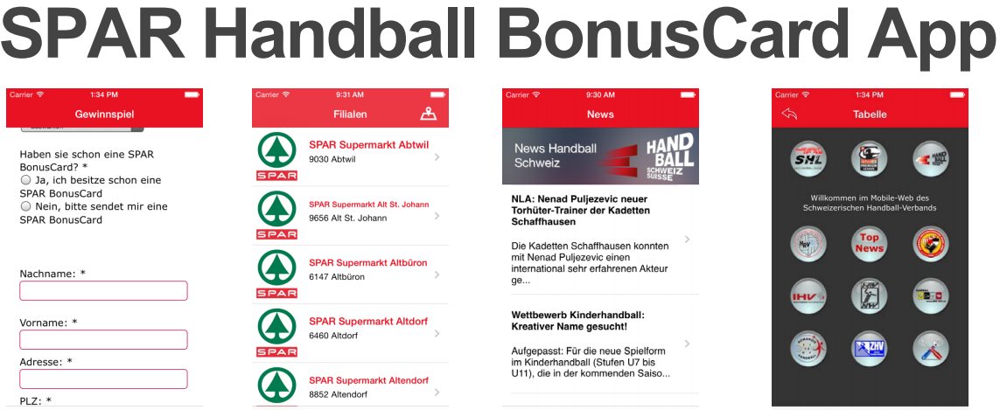 SPAR Handball BonusCard App
Carrier 1:34 PM
Gewinnspiel
Haben sie schon eine SPAR
BonusCard? *
Ja, ich besitze schon eine
SPAR BonusCard
Nein, bitte sendet mir eine
SPAR BonusCard
Nachname: *
Vorname: *
Adresse: *
PLZ: *
Carrier 9:31 AM
Filialen
SPAR
SPAR Supermarkt Abtwil
9030 Abtwil
SPAR
SPAR Supermarkt Alt St. Johann
9656 Alt St. Johann
SPAR
SPAR Supermarkt Altbüron
6147 Altbüron
SPAR
SPAR Supermarkt Altdorf
6460 Altdorf
SPAR Supermarkt Altendorf
8852 Altendorf
Carrier 9:30 AM
News
News Handball
Schweiz
HAND
BALL
SCHWEIZ
SUISSE
NLA: Nenad Puljezevic neuer
Torhüter-Trainer der Kadetten
Schaffhausen
Die Kadetten Schaffhausen konnten
mit Nenad Puljezevic einen
international sehr erfahrenen Akteur
ge...
Wettbewerb Kinderhandball:
Kreativer Name gesucht!
Aufgepasst: Für die neue Spielform
im Kinderhandball (Stufen U7 bis
U11), die in der kommenden Saiso...
Carrier 1:34 PM
Tabelle
SHL
HAND
BALL
Willkommen im Mobile-Web des
Schweizerischen Handball-Verbands
Top
News
IHV
ZHV